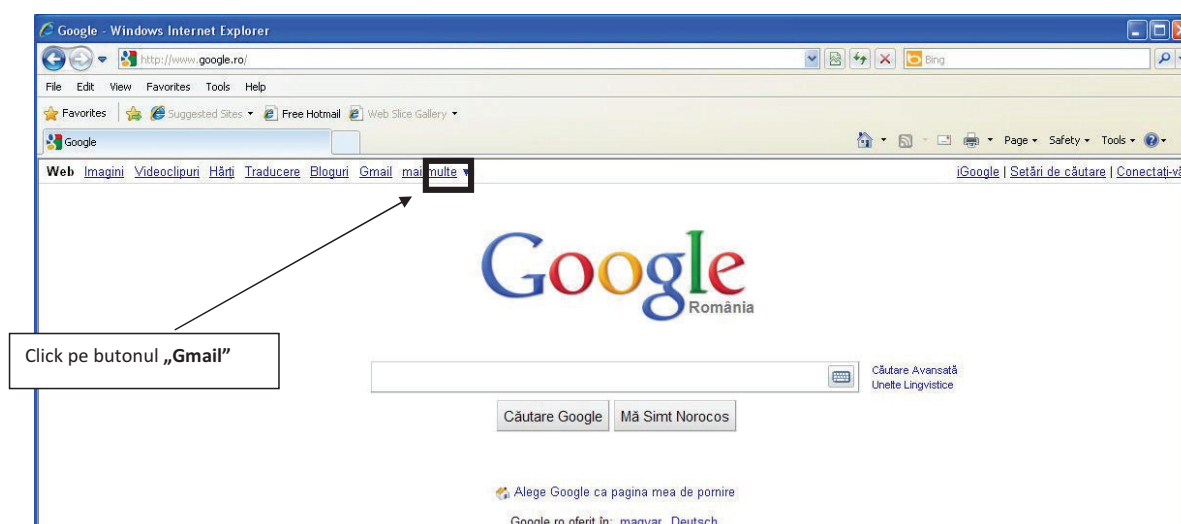 Google - Windows Internet Explorer
http://www.google.ro/
Bing
File Edit View Favorites Tools Help
Favorites Suggested Sites Free Hotmail Web Slice Gallery
Google
Page Safety Tools
Web Imagini Videoclipuri Hărți Traducere Bloguri Gmail mai multe
iGoogle | Setări de căutare | Conectați-vă
Google
România
Click pe butonul „Gmail”
Căutare Avansată
Unelte Lingvistice
Căutare Google Mă Simt Norocos
Alege Google ca pagina mea de pornire
Google.ro oferit în: magyar Deutsch